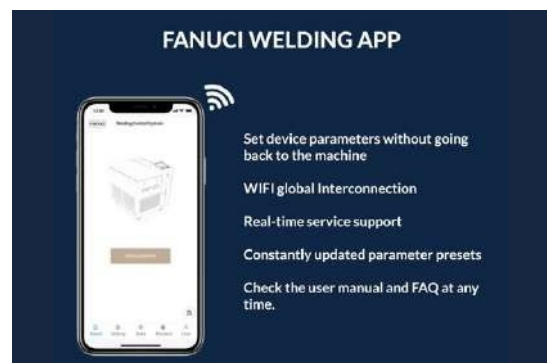 FANUCI WELDING APP
Set device parameters without going
back to the machine
WIFI global Interconnection
Real-time service support
Constantly updated parameter presets
Check the user manual and FAQ at any
time.